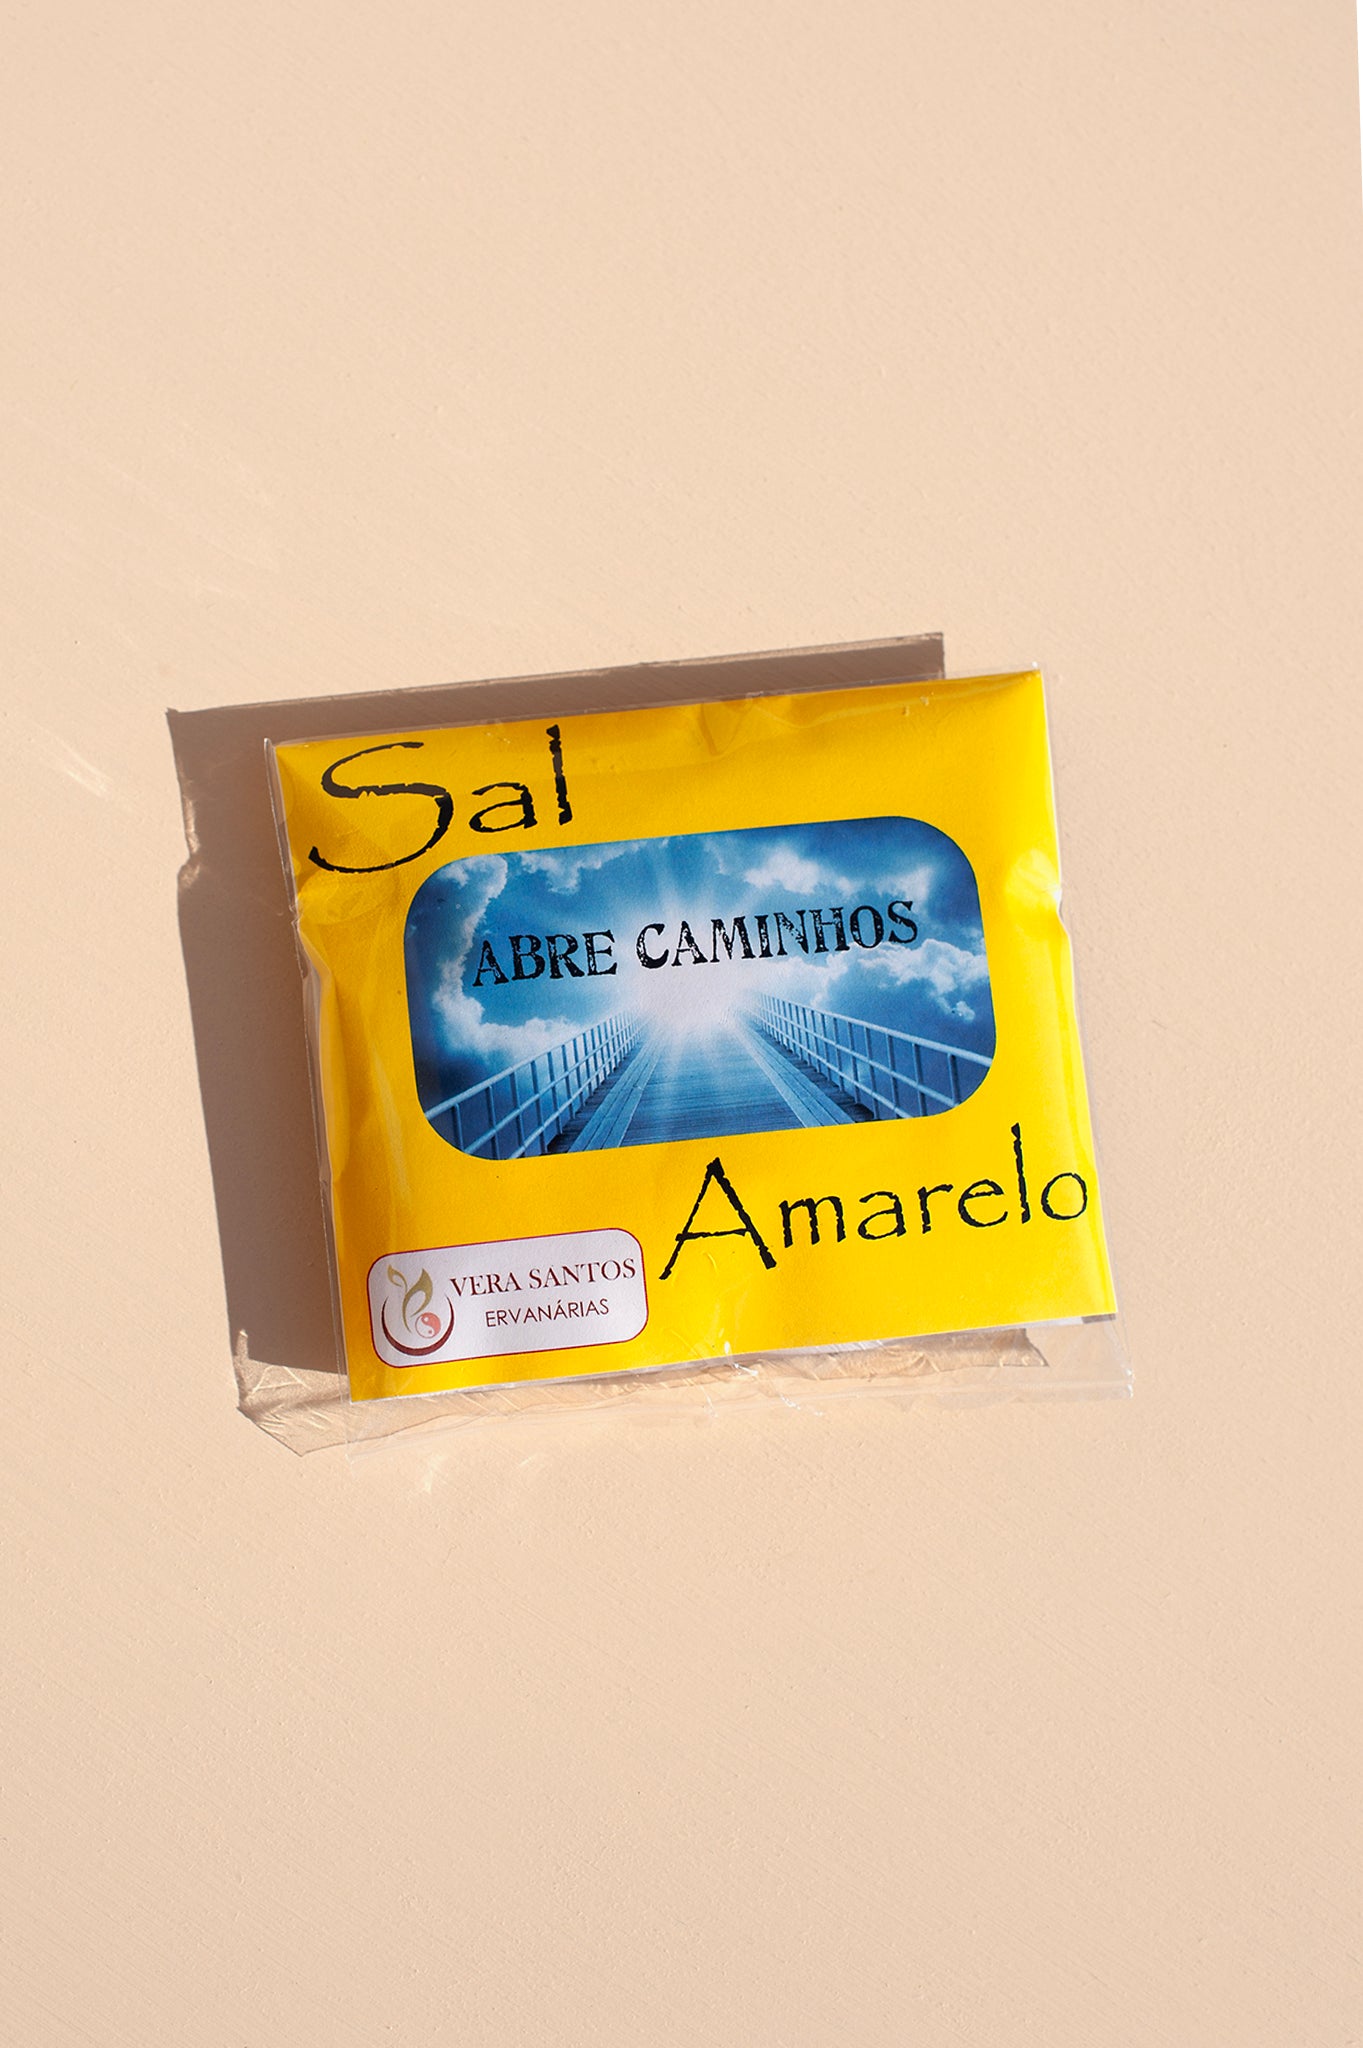 Sal
ABRE CAMINHOS
Amarelo
VERA SANTOS
ERVANÁRIAS